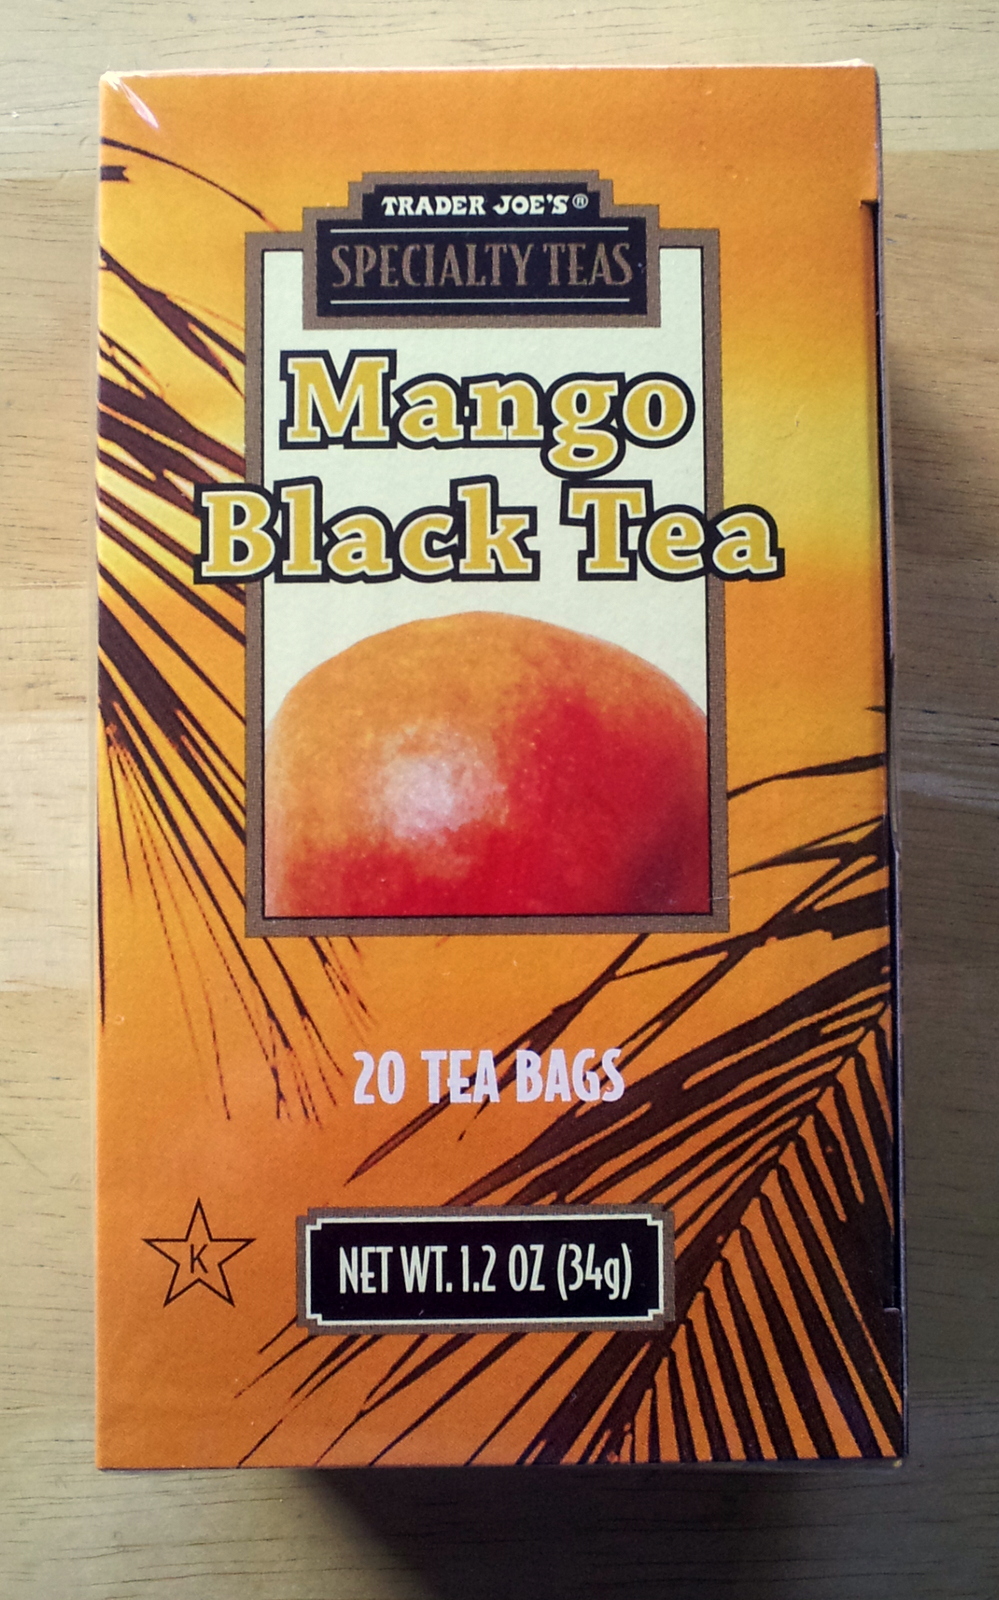 TRADER JOE'S®
SPECIALTY TEAS
Mango
Black Tea
20 TEA BAGS
K
NET WT. 1.2 OZ (34g)